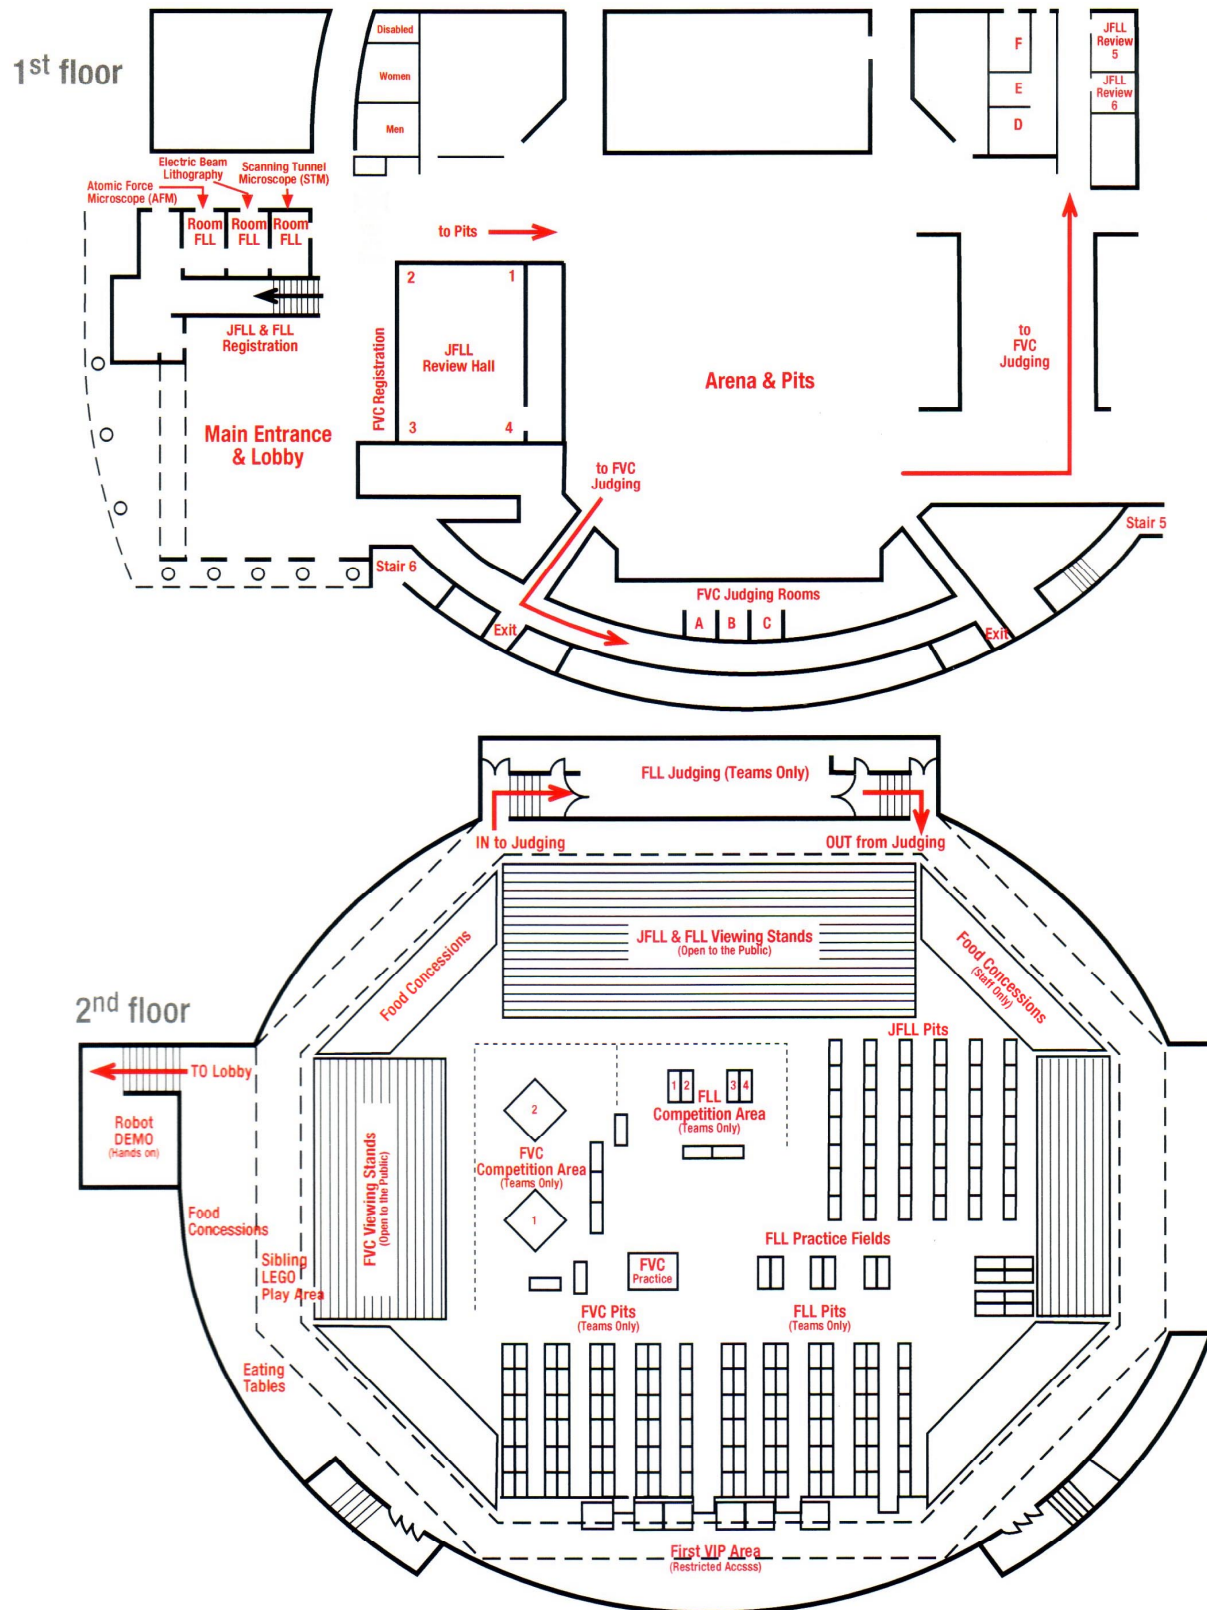 1st floor
Disabled
Women
Men
F
E
D
JFLL
Review
5
JFLL
Review
6
Electric Beam
Lithography
Scanning Tunnel
Microscope (STM)
Atomic Force
Microscope (AFM)
Room
FLL
Room
FLL
Room
FLL
to Pits
2
1
JFLL & FLL
Registration
FVC Registration
JFLL
Review Hall
3
4
Arena & Pits
to
FVC
Judging
Main Entrance
& Lobby
to FVC
Judging
Stair 5
Stair 6
FVC Judging Rooms
A
B
C
Exit
Exit
FLL Judging (Teams Only)
IN to Judging
OUT from Judging
JFLL & FLL Viewing Stands
(Open to the Public)
Food Concessions
Food Concessions
(Staff Only)
2nd floor
TO Lobby
Robot
DEMO
(Hands on)
JFLL Pits
1
2
3
4
FLL
Competition Area
(Teams Only)
2
FVC
Competition Area
(Teams Only)
1
FVC Viewing Stands
(Open to the Public)
Food
Concessions
Sibling
LEGO
Play Area
FLL Practice Fields
FVC
Practice
FVC Pits
(Teams Only)
FLL Pits
(Teams Only)
Eating
Tables
First VIP Area
(Restricted Accsss)